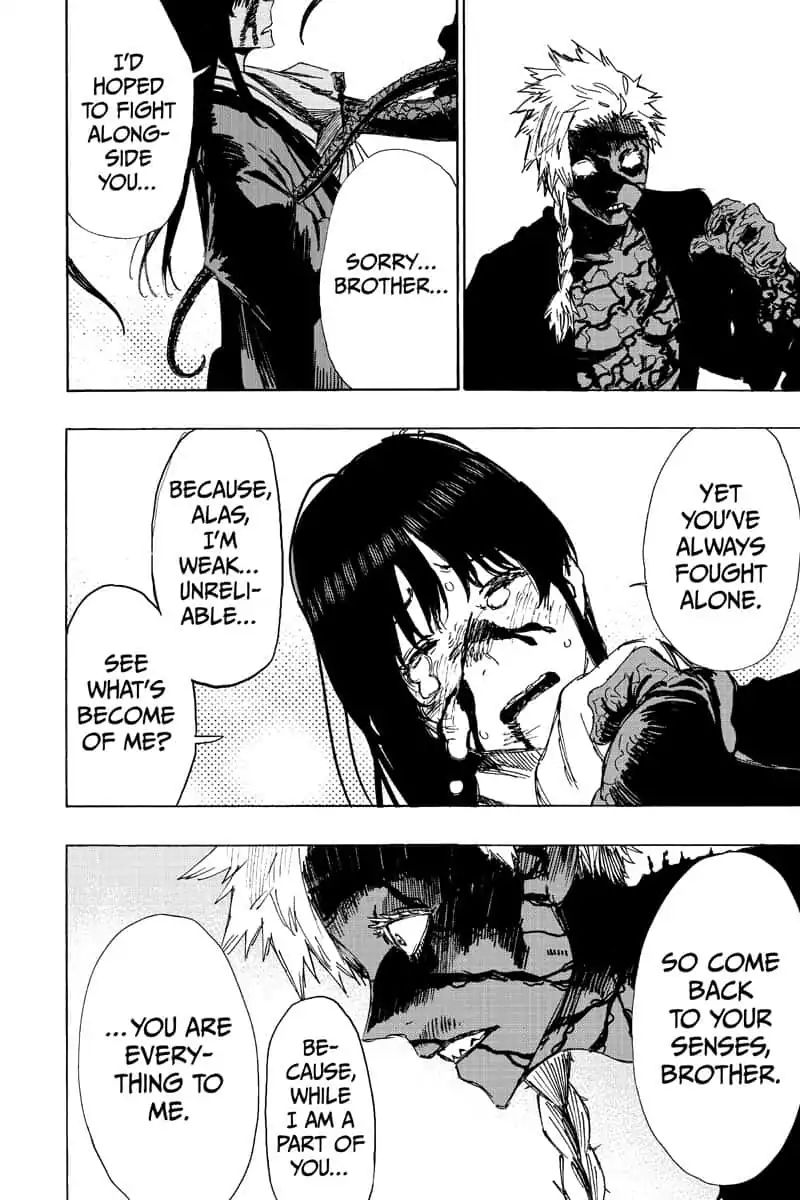 SORRY...
BROTHER...
I'D
HOPED
TO FIGHT
ALONG-
SIDE
YOU...
YET
YOU'VE
ALWAYS
FOUGHT
ALONE.
BECAUSE,
ALAS,
I'M
WEAK...
UNRELI-
ABLE...
SEE
WHAT'S
BECOME
OF ME?
SO COME
BACK
TO YOUR
SENSES,
BROTHER.
BE-
CAUSE,
WHILE
I AM A
PART OF
YOU...
...YOU ARE
EVERY-
THING TO
ME.